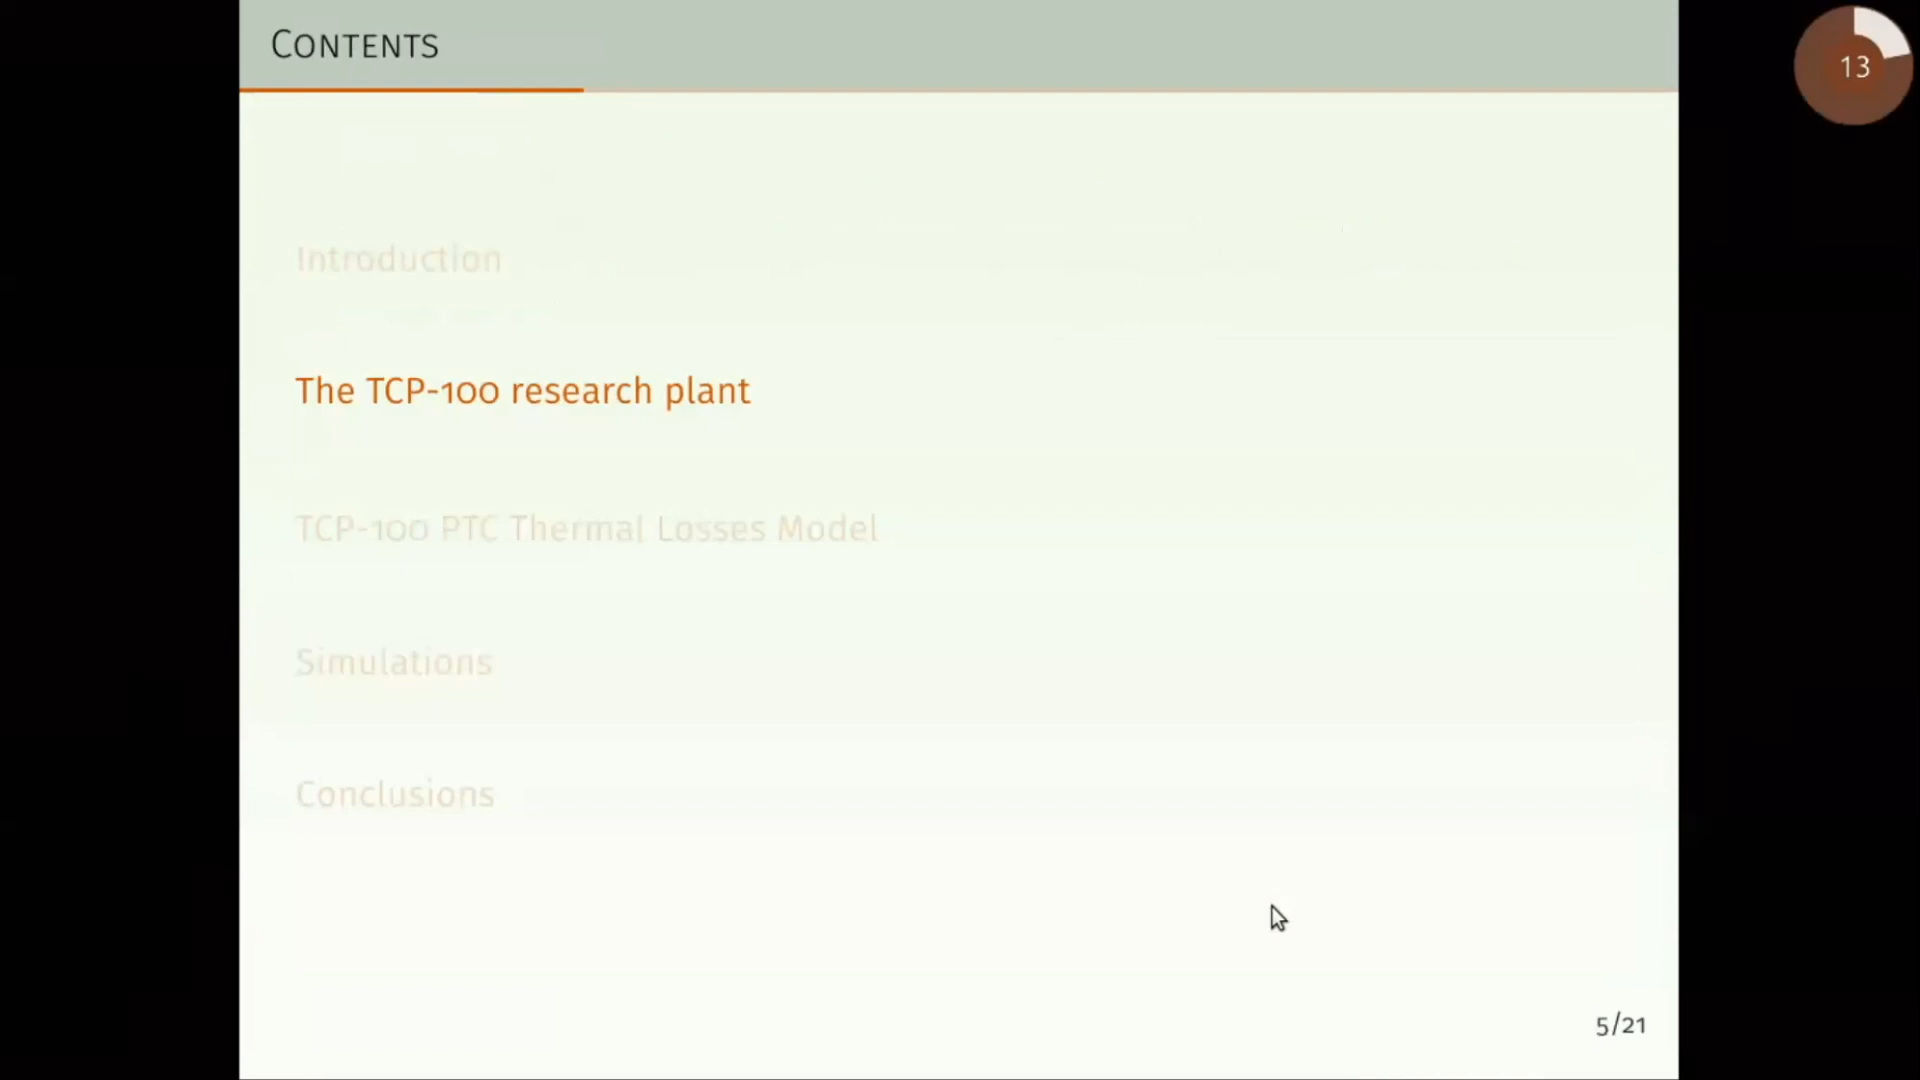 CONTENTS
13
Introduction
The TCP-100 research plant
TCP-100 PTC Thermal Losses Model
Simulations
Conclusions
5/21